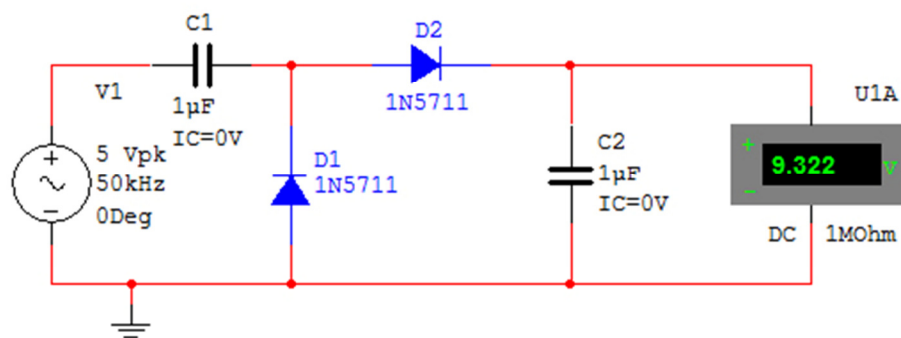 C1
D2
V1
1µF
IC=0V
1N5711
U1A
+
5 Vpk
50kHz
0Deg
D1
1N5711
C2
1µF
IC=0V
+
9.322
V
DC
1MOhm